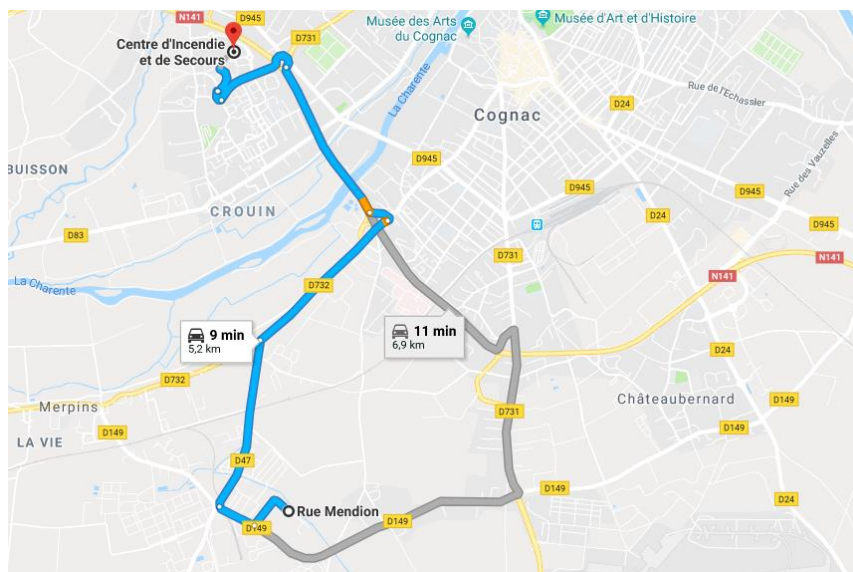 N141
D945
Musée des Arts
du Cognac
Musée d'Art et d'Histoire
Centre d'Incendie
et de Secours
D731
La Charente
Rue de l'Echassier
D24
Cognac
Rue des Vauzelles
D945
BUISSON
D945
D945
CROUIN
D24
D945
D83
D731
N141
N141
La Charente
D732
9 min
5,2 km
11 min
6,9 km
D24
D732
Merpins
Châteaubernard
D149
D731
D149
D149
LA VIE
D47
D149
D24
Rue Mendion
D149
D149